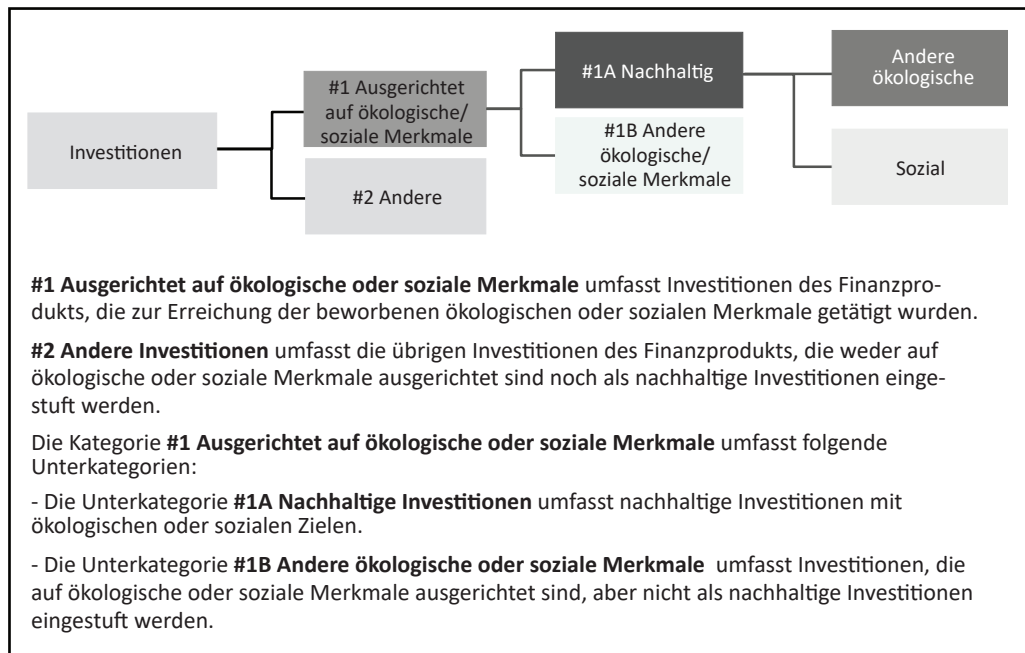 Investitionen
#1 Ausgerichtet
auf ökologische/
soziale Merkmale
#2 Andere
#1A Nachhaltig
#1B Andere
ökologische/
soziale Merkmale
Andere
ökologische
Sozial
#1 Ausgerichtet auf ökologische oder soziale Merkmale umfasst Investitionen des Finanzpro-
dukts, die zur Erreichung der beworbenen ökologischen oder sozialen Merkmale getätigt wurden.
#2 Andere Investitionen umfasst die übrigen Investitionen des Finanzprodukts, die weder auf
ökologische oder soziale Merkmale ausgerichtet sind noch als nachhaltige Investitionen einge-
stuft werden.
Die Kategorie #1 Ausgerichtet auf ökologische oder soziale Merkmale umfasst folgende
Unterkategorien:
- Die Unterkategorie #1A Nachhaltige Investitionen umfasst nachhaltige Investitionen mit
ökologischen oder sozialen Zielen.
- Die Unterkategorie #1B Andere ökologische oder soziale Merkmale umfasst Investitionen, die
auf ökologische oder soziale Merkmale ausgerichtet sind, aber nicht als nachhaltige Investitionen
eingestuft werden.